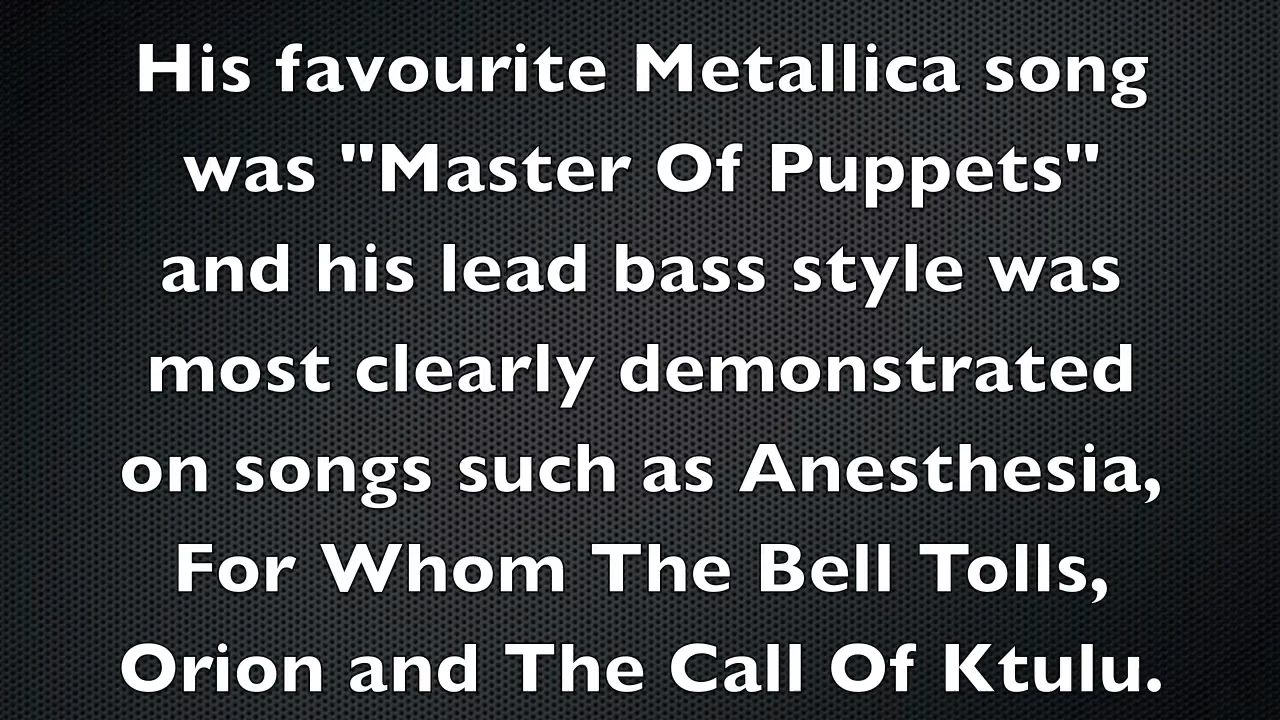 His favourite Metallica song
was "Master Of Puppets"
and his lead bass style was
most clearly demonstrated
on songs such as Anesthesia,
For Whom The Bell Tolls,
Orion and The Call Of Ktulu.